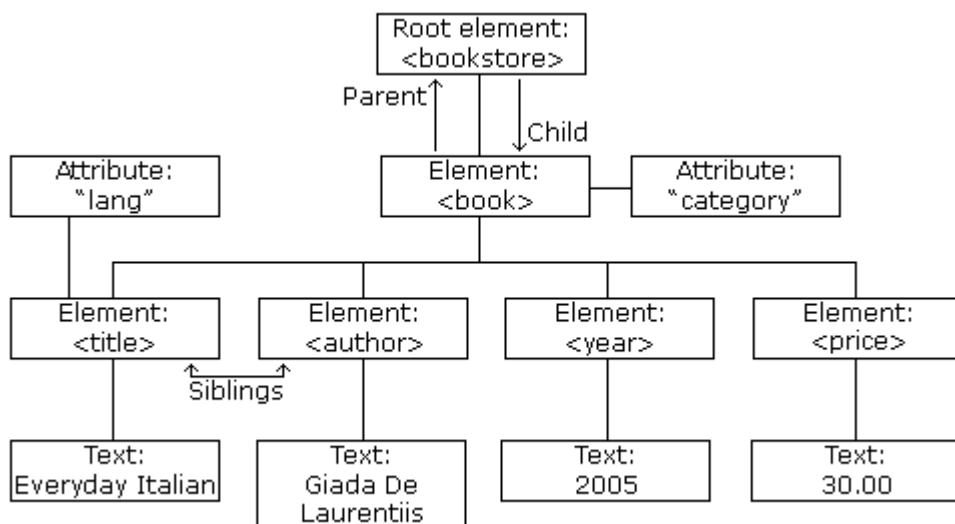 Root element:
<bookstore>
Parent
Child
Attribute:
“lang”
Element:
<book>
Attribute:
“category”
Element:
<title>
Element:
<author>
Element:
<year>
Element:
<price>
Siblings
Text:
Everyday Italian
Text:
Giada De
Laurentiis
Text:
2005
Text:
30.00